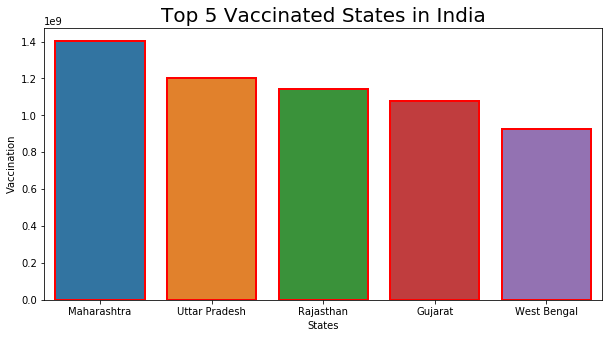 Top 5 Vaccinated States in India
1e9
1.4
1.2
1.0
0.8
0.6
0.4
0.2
0.0
Vaccination
Maharashtra Uttar Pradesh Rajasthan Gujarat West Bengal
States